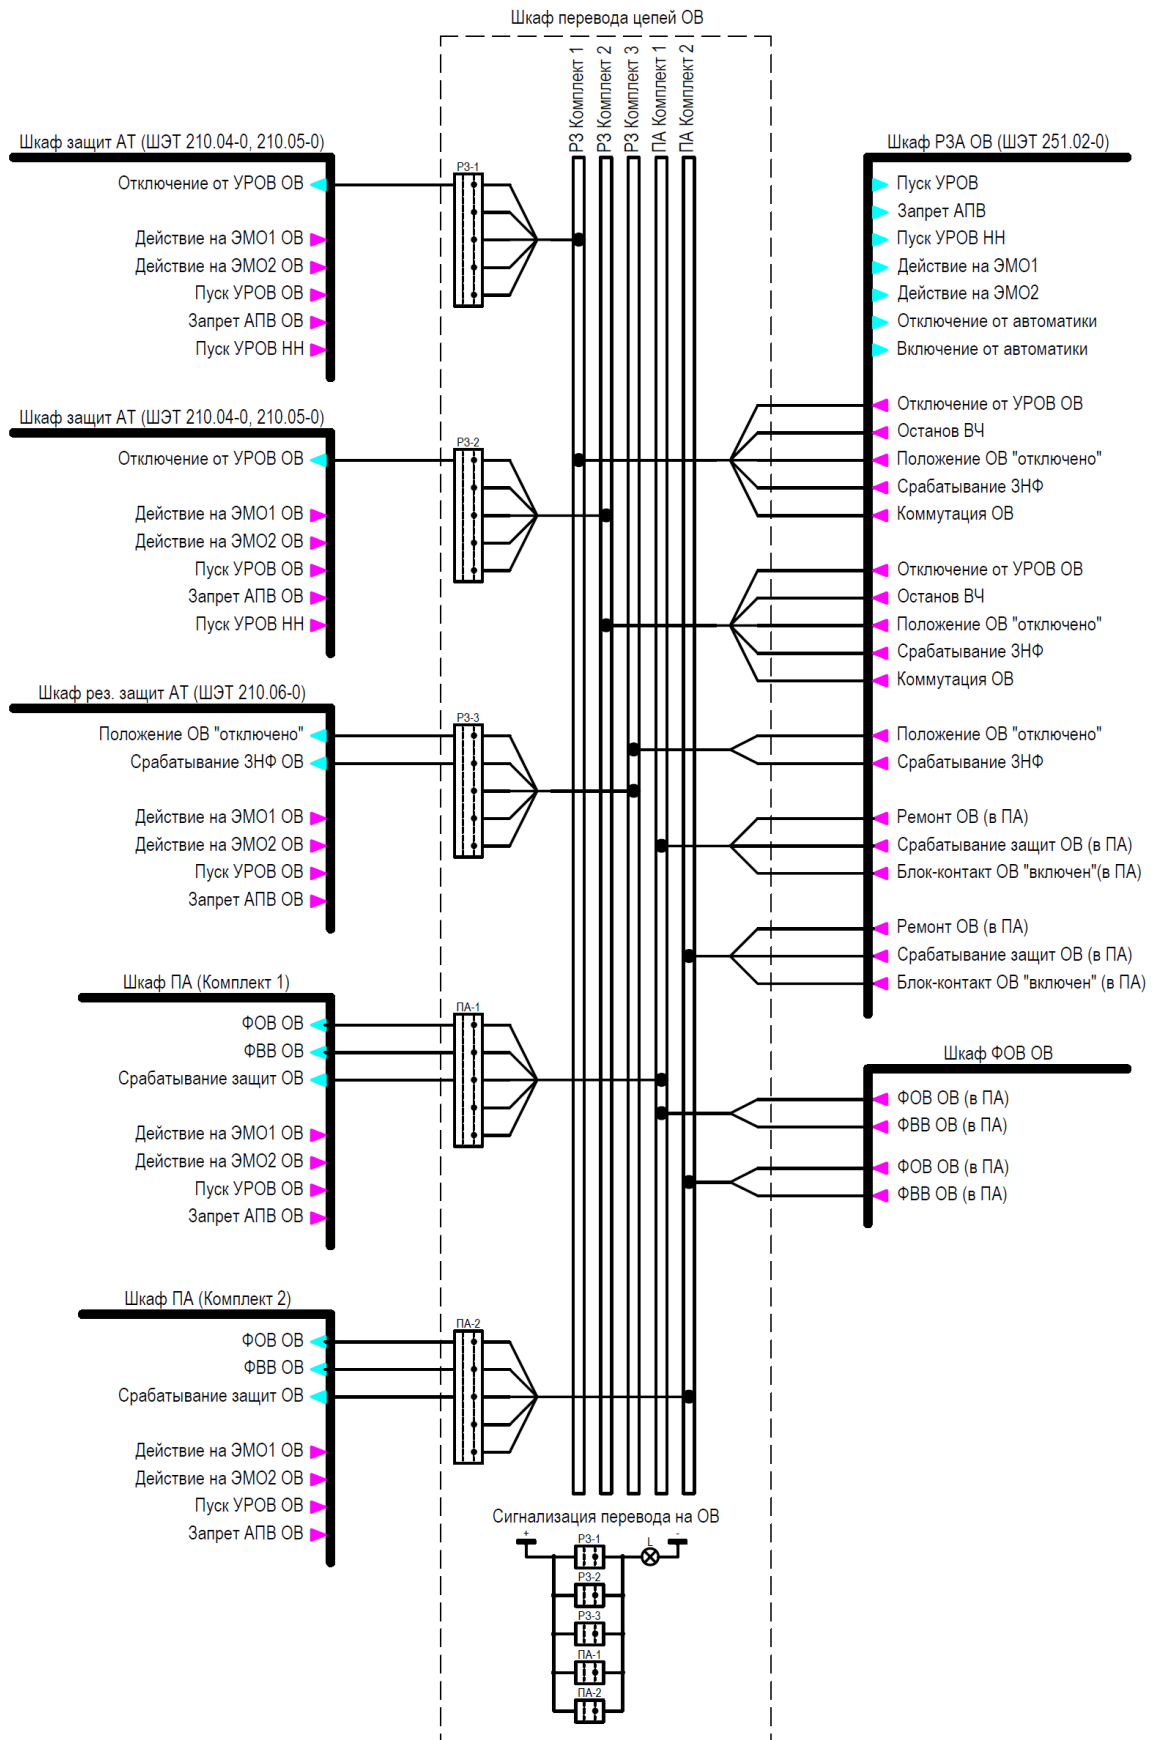 Шкаф перевода цепей ОВ
РЗ Комплект 1
РЗ Комплект 2
РЗ Комплект 3
ПА Комплект 1
ПА Комплект 2
Шкаф защит АТ (ШЭТ 210.04-0, 210.05-0)
Отключение от УРОВ ОВ
Действие на ЭМО1 ОВ
Действие на ЭМО2 ОВ
Пуск УРОВ ОВ
Запрет АПВ ОВ
Пуск УРОВ НН
РЗ-1
Шкаф защит АТ (ШЭТ 210.04-0, 210.05-0)
Отключение от УРОВ ОВ
Действие на ЭМО1 ОВ
Действие на ЭМО2 ОВ
Пуск УРОВ ОВ
Запрет АПВ ОВ
Пуск УРОВ НН
РЗ-2
Шкаф рез. защит АТ (ШЭТ 210.06-0)
Положение ОВ "отключено"
Срабатывание ЗНФ ОВ
Действие на ЭМО1 ОВ
Действие на ЭМО2 ОВ
Пуск УРОВ ОВ
Запрет АПВ ОВ
РЗ-3
Шкаф ПА (Комплект 1)
ФОВ ОВ
ФВВ ОВ
Срабатывание защит ОВ
Действие на ЭМО1 ОВ
Действие на ЭМО2 ОВ
Пуск УРОВ ОВ
Запрет АПВ ОВ
ПА-1
Шкаф ПА (Комплект 2)
ФОВ ОВ
ФВВ ОВ
Срабатывание защит ОВ
Действие на ЭМО1 ОВ
Действие на ЭМО2 ОВ
Пуск УРОВ ОВ
Запрет АПВ ОВ
ПА-2
Шкаф РЗА ОВ (ШЭТ 251.02-0)
Пуск УРОВ
Запрет АПВ
Пуск УРОВ НН
Действие на ЭМО1
Действие на ЭМО2
Отключение от автоматики
Включение от автоматики
Отключение от УРОВ ОВ
Останов ВЧ
Положение ОВ "отключено"
Срабатывание ЗНФ
Коммутация ОВ
Отключение от УРОВ ОВ
Останов ВЧ
Положение ОВ "отключено"
Срабатывание ЗНФ
Коммутация ОВ
Положение ОВ "отключено"
Срабатывание ЗНФ
Ремонт ОВ (в ПА)
Срабатывание защит ОВ (в ПА)
Блок-контакт ОВ "включен"(в ПА)
Ремонт ОВ (в ПА)
Срабатывание защит ОВ (в ПА)
Блок-контакт ОВ "включен" (в ПА)
Шкаф ФОВ ОВ
ФОВ ОВ (в ПА)
ФВВ ОВ (в ПА)
ФОВ ОВ (в ПА)
ФВВ ОВ (в ПА)
Сигнализация перевода на ОВ
+
РЗ-1
L
-
РЗ-2
РЗ-3
ПА-1
ПА-2